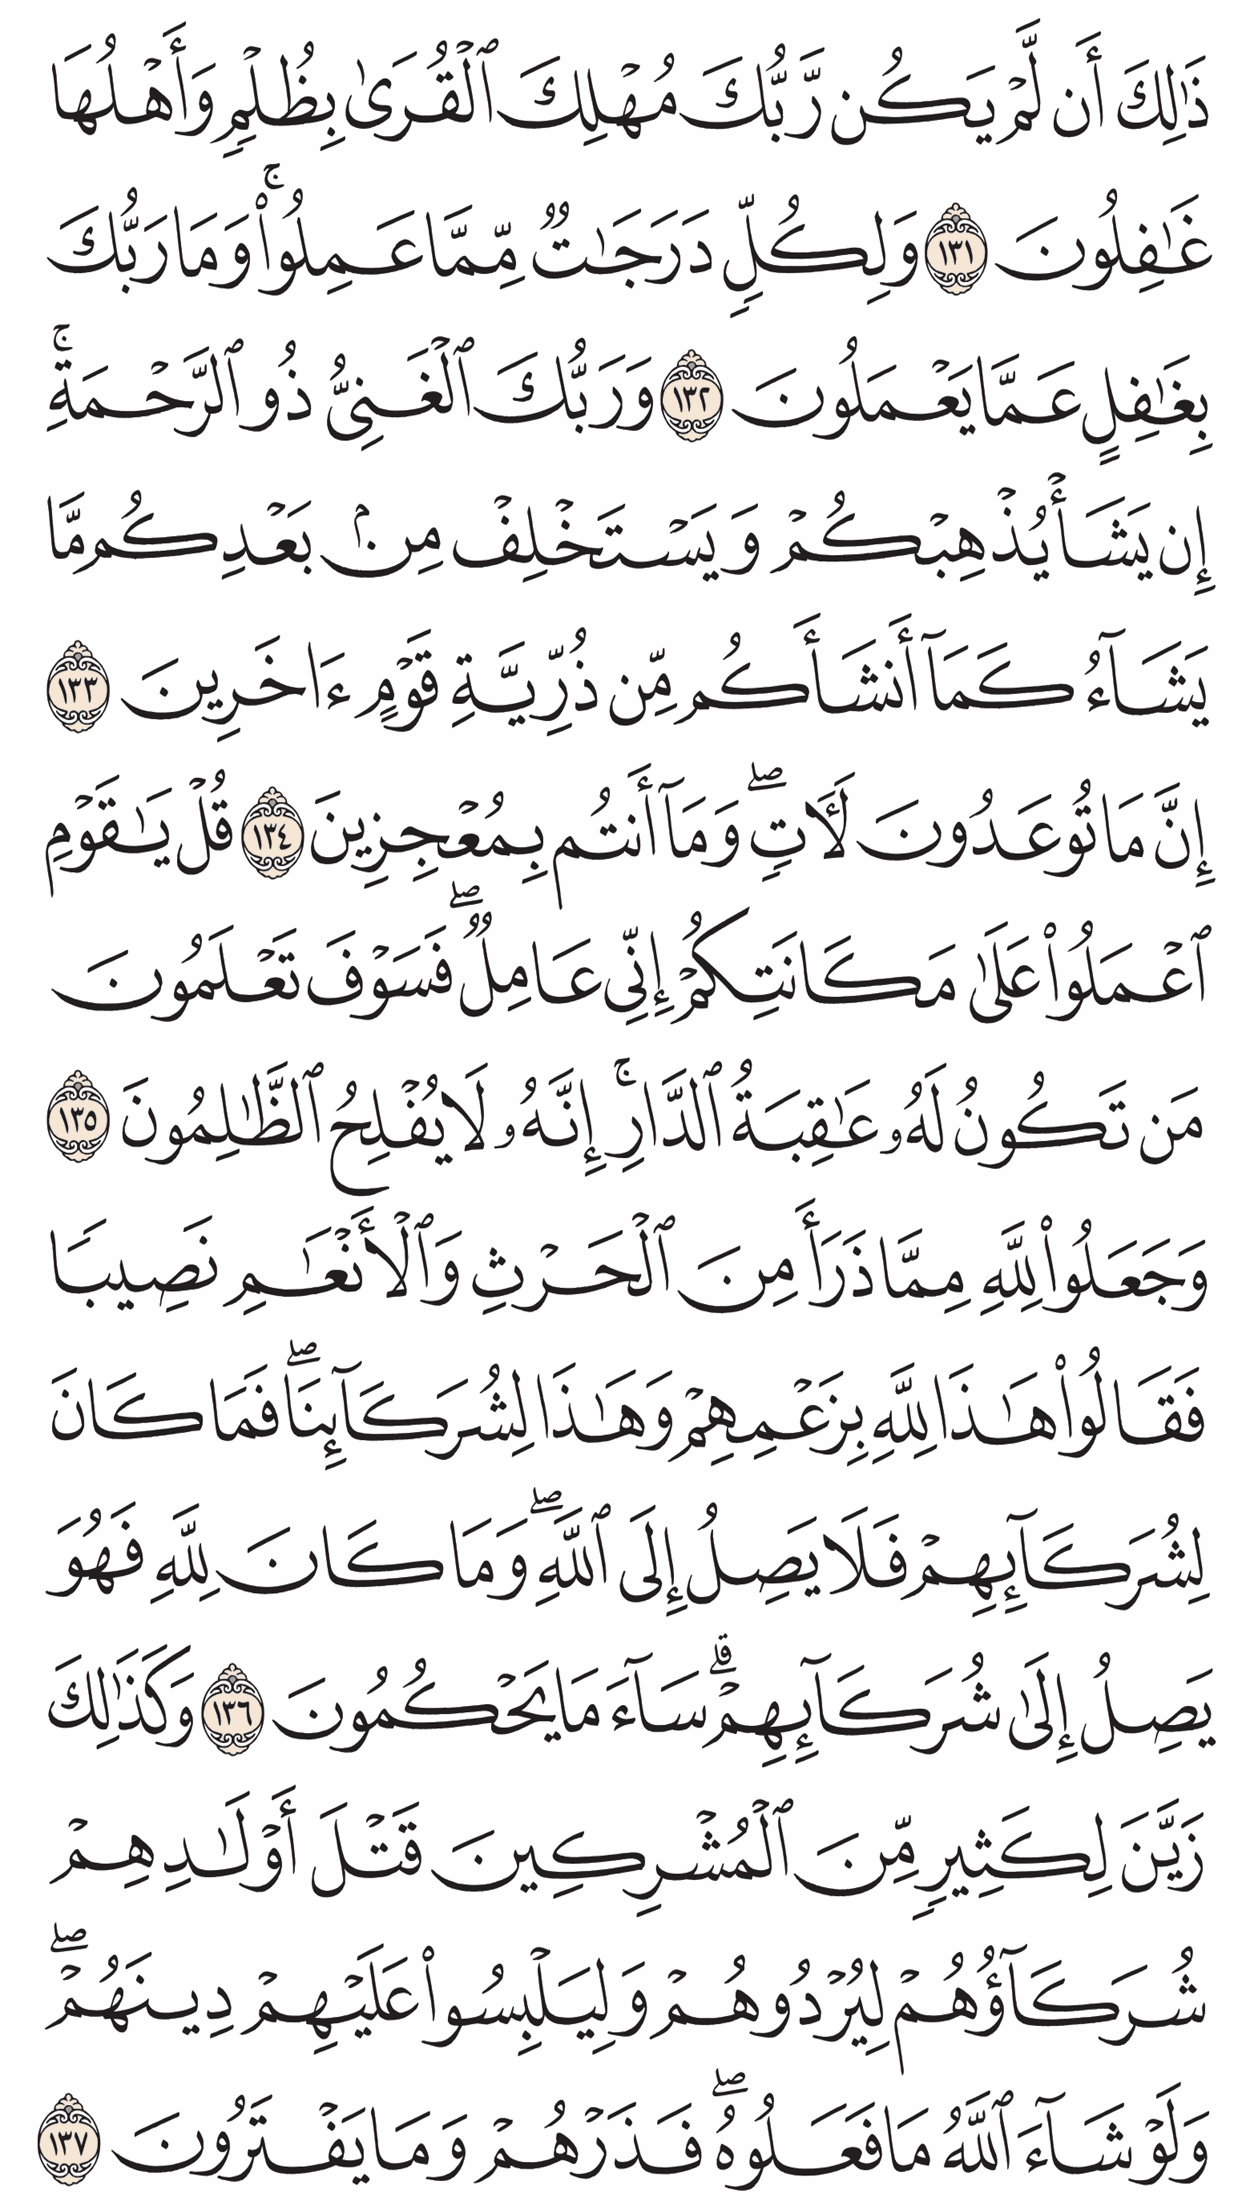 ذَٰلِكَ أَن لَّمْ يَكُن رَّبُّكَ مُهْلِكَ ٱلْقُرَىٰ بِظُلْمٍ وَأَهْلُهَا
غَٰفِلُونَ ١٣١ وَلِكُلٍّ دَرَجَٰتٌ مِّمَّا عَمِلُوا۟ ۚ وَمَا رَبُّكَ
بِغَٰفِلٍ عَمَّا يَعْمَلُونَ ١٣٢ وَرَبُّكَ ٱلْغَنِىُّ ذُو ٱلرَّحْمَةِ ۚ
إِن يَشَأْ يُذْهِبْكُمْ وَيَسْتَخْلِفْ مِنۢ بَعْدِكُم مَّا
يَشَآءُ كَمَآ أَنشَأَكُم مِّن ذُرِّيَّةِ قَوْمٍ ءَاخَرِينَ ١٣٣
إِنَّ مَا تُوعَدُونَ لَـَٔاتٍ ۖ وَمَآ أَنتُم بِمُعْجِزِينَ ١٣٤ قُلْ يَٰقَوْمِ
ٱعْمَلُوا۟ عَلَىٰ مَكَانَتِكُمْ إِنِّى عَامِلٌ ۖ فَسَوْفَ تَعْلَمُونَ
مَن تَكُونُ لَهُۥ عَٰقِبَةُ ٱلدَّارِ ۚ إِنَّهُۥ لَا يُفْلِحُ ٱلظَّٰلِمُونَ ١٣٥
وَجَعَلُوا۟ لِلَّهِ مِمَّا ذَرَأَ مِنَ ٱلْحَرْثِ وَٱلْأَنْعَٰمِ نَصِيبًا
فَقَالُوا۟ هَٰذَا لِلَّهِ بِزَعْمِهِمْ وَهَٰذَا لِشُرَكَآئِنَا ۖ فَمَا كَانَ
لِشُرَكَآئِهِمْ فَلَا يَصِلُ إِلَى ٱللَّهِ ۖ وَمَا كَانَ لِلَّهِ فَهُوَ
يَصِلُ إِلَىٰ شُرَكَآئِهِمْ ۗ سَآءَ مَا يَحْكُمُونَ ١٣٦ وَكَذَٰلِكَ
زَيَّنَ لِكَثِيرٍ مِّنَ ٱلْمُشْرِكِينَ قَتْلَ أَوْلَٰدِهِمْ
شُرَكَآؤُهُمْ لِيُرْدُوهُمْ وَلِيَلْبِسُوا۟ عَلَيْهِمْ دِينَهُمْ ۖ
وَلَوْ شَآءَ ٱللَّهُ مَا فَعَلُوهُ ۖ فَذَرْهُمْ وَمَا يَفْتَرُونَ ١٣٧